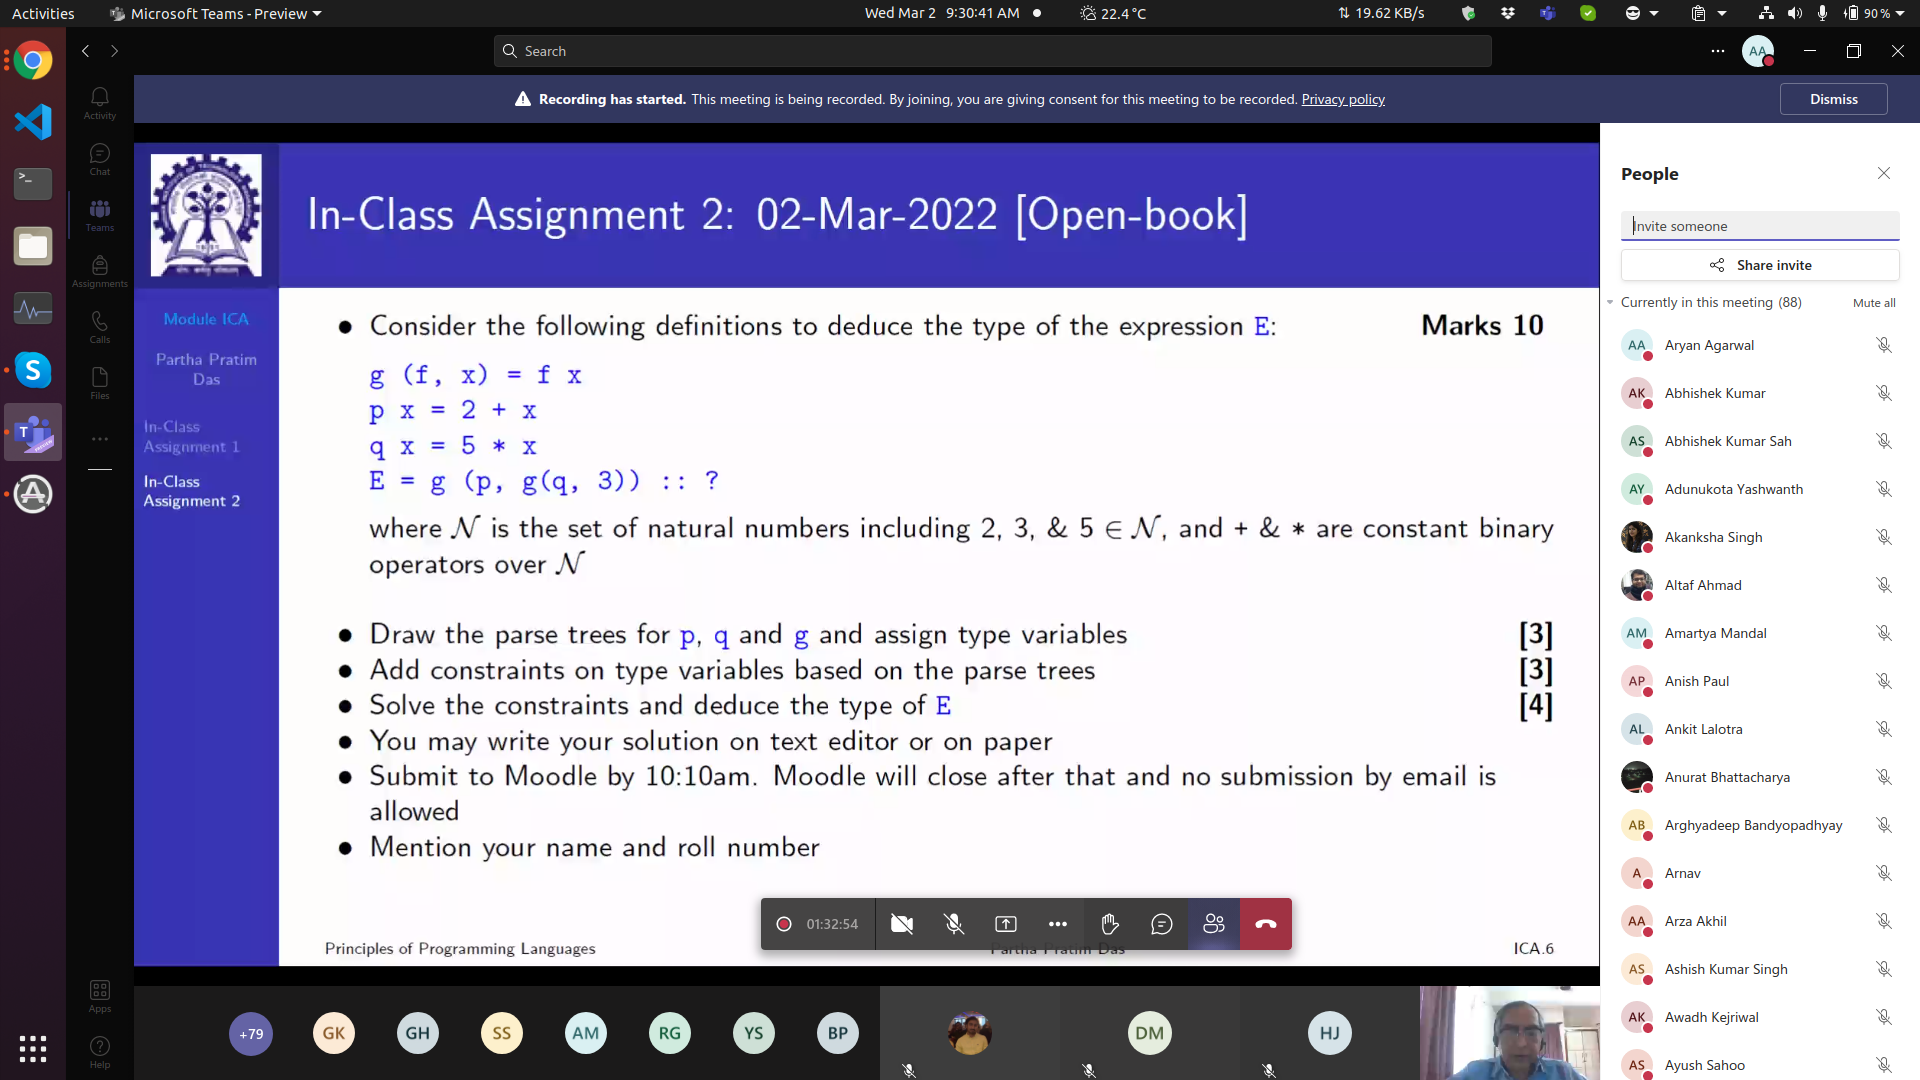 Activities
Microsoft Teams - Preview
Wed Mar 2 9:30:41 AM
22.4 °C
19.62 KB/s
90 %
Search
AA
Activity
Chat
Teams
Assignments
Calls
Files
Apps
Help
Recording has started. This meeting is being recorded. By joining, you are giving consent for this meeting to be recorded. Privacy policy
Dismiss
In-Class Assignment 2: 02-Mar-2022 [Open-book]
Module ICA
Partha Pratim
Das
In-Class
Assignment 1
In-Class
Assignment 2
• Consider the following definitions to deduce the type of the expression E: Marks 10
g (f, x) = f x
p x = 2 + x
q x = 5 * x
E = g (p, g(q, 3)) :: ?
where 𝒩 is the set of natural numbers including 2, 3, & 5 ∈ 𝒩, and + & * are constant binary
operators over 𝒩
• Draw the parse trees for p, q and g and assign type variables [3]
• Add constraints on type variables based on the parse trees [3]
• Solve the constraints and deduce the type of E [4]
• You may write your solution on text editor or on paper
• Submit to Moodle by 10:10am. Moodle will close after that and no submission by email is
allowed
• Mention your name and roll number
01:32:54
Principles of Programming Languages
Partha Pratim Das
ICA.6
+79
GK
GH
SS
AM
RG
YS
BP
DM
HJ
People
Invite someone
Share invite
Currently in this meeting (88)
Mute all
AA Aryan Agarwal
AK Abhishek Kumar
AS Abhishek Kumar Sah
AY Adunukota Yashwanth
Akanksha Singh
Altaf Ahmad
AM Amartya Mandal
AP Anish Paul
AL Ankit Lalotra
Anurat Bhattacharya
AB Arghyadeep Bandyopadhyay
A Arnav
AA Arza Akhil
AS Ashish Kumar Singh
AK Awadh Kejriwal
AS Ayush Sahoo